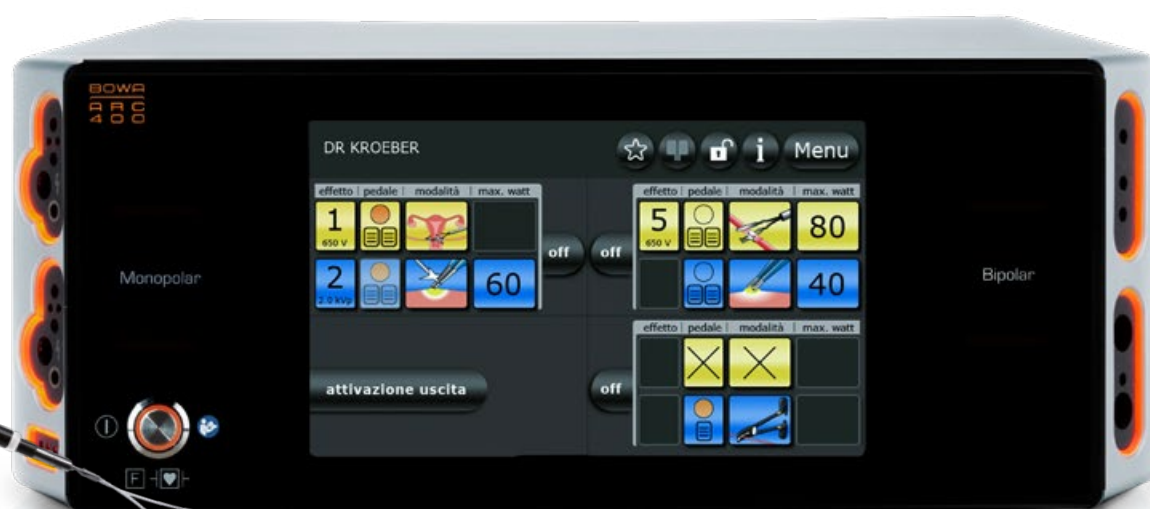 BOWA
ARC
400
DR KROEBER
i
Menu
effetto | pedale | modalità | max. watt
1
650 V
2
2.0 kVp
60
off
effetto | pedale | modalità | max. watt
off
5
650 V
80
40
Monopolar
Bipolar
attivazione uscita
effetto | pedale | modalità | max. watt
off
F